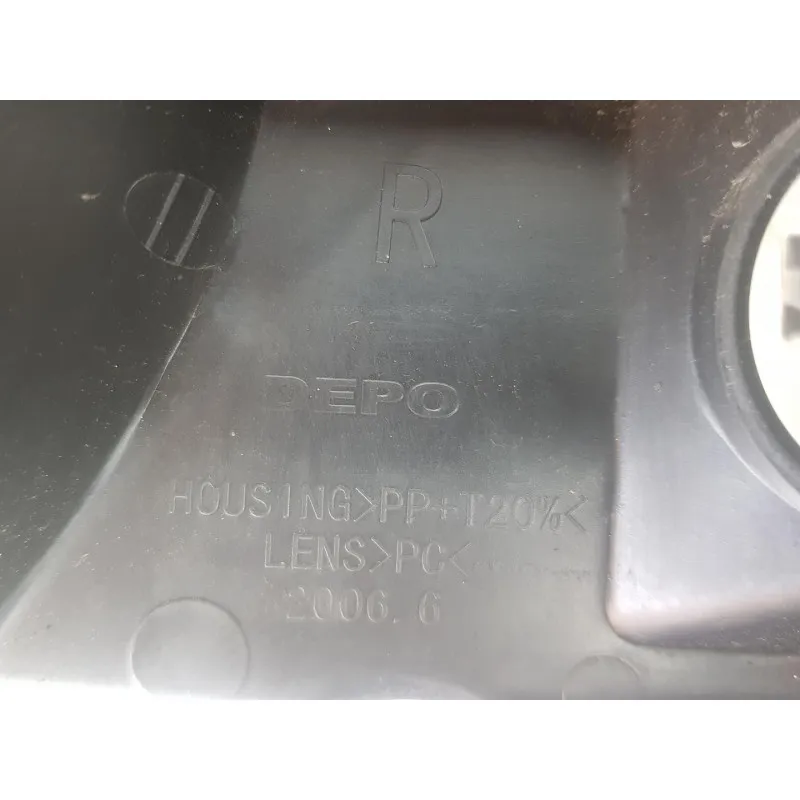 R
DEPO
HOUSING>PP+T20%<
LENS>PC<
2006.6